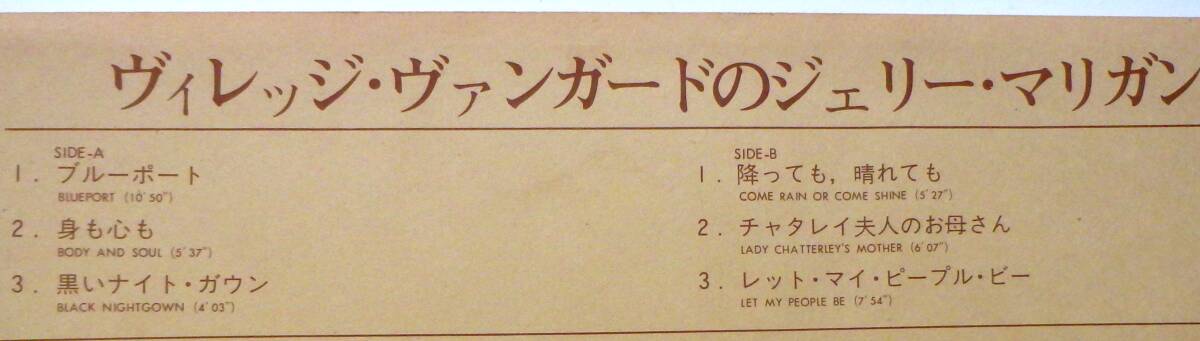 ヴィレッジ・ヴァンガードのジェリー・マリガン
SIDE-A
1. ブルーポート
BLUEPORT (10′50″)
2. 身も心も
BODY AND SOUL (5′37″)
3. 黒いナイト・ガウン
BLACK NIGHTGOWN (4′03″)
SIDE-B
1. 降っても，晴れても
COME RAIN OR COME SHINE (5′27″)
2. チャタレイ夫人のお母さん
LADY CHATTERLEY'S MOTHER (6′07″)
3. レット・マイ・ピープル・ビー
LET MY PEOPLE BE (7′54″)